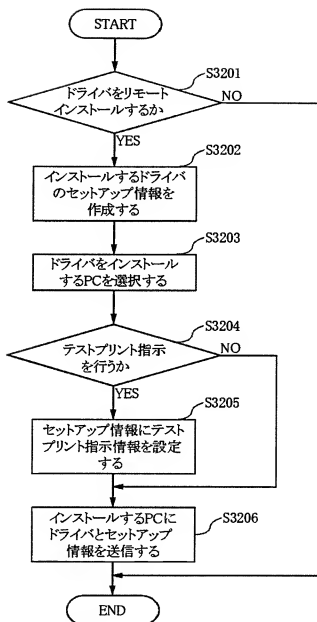 START
S3201
ドライバをリモート
インストールするか
NO
YES
S3202
インストールするドライバ
のセットアップ情報を
作成する
S3203
ドライバをインストール
するPCを選択する
S3204
テストプリント指示
を行うか
NO
YES
S3205
セットアップ情報にテスト
プリント指示情報を設定
する
S3206
インストールするPCに
ドライバとセットアップ
情報を送信する
END